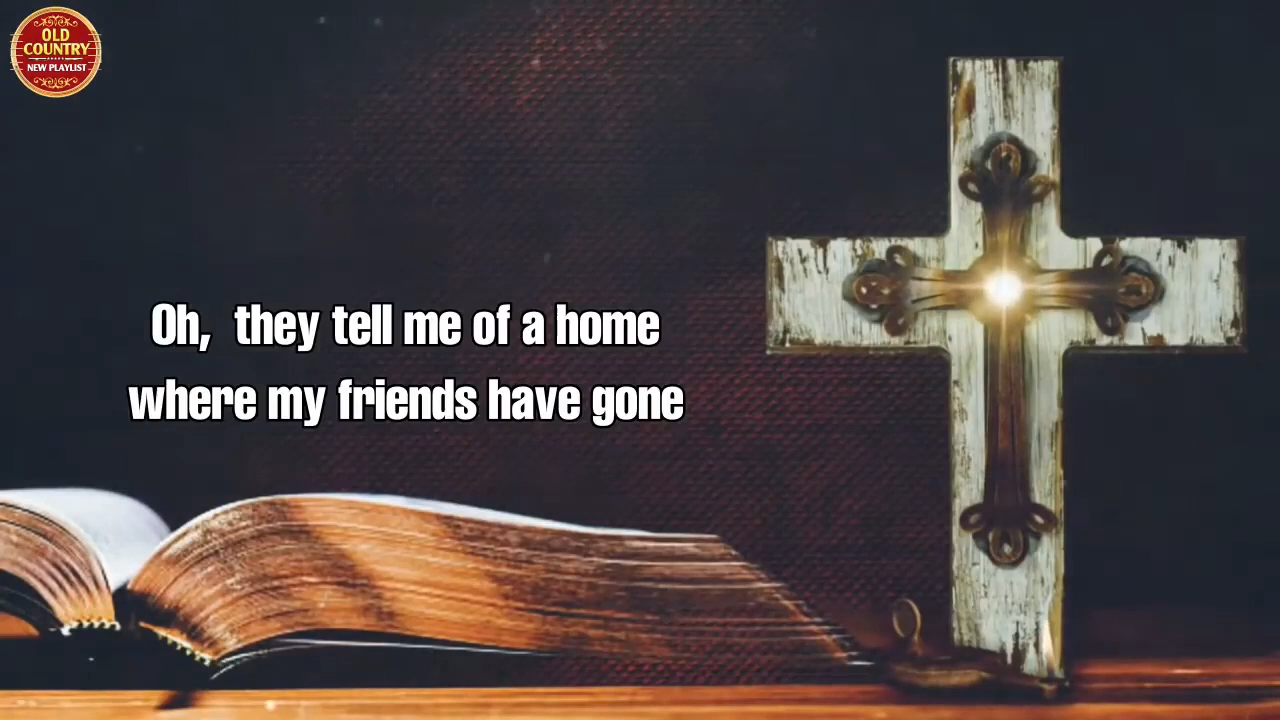 OLD
COUNTRY
NEW PLAYLIST
Oh, they tell me of a home
where my friends have gone